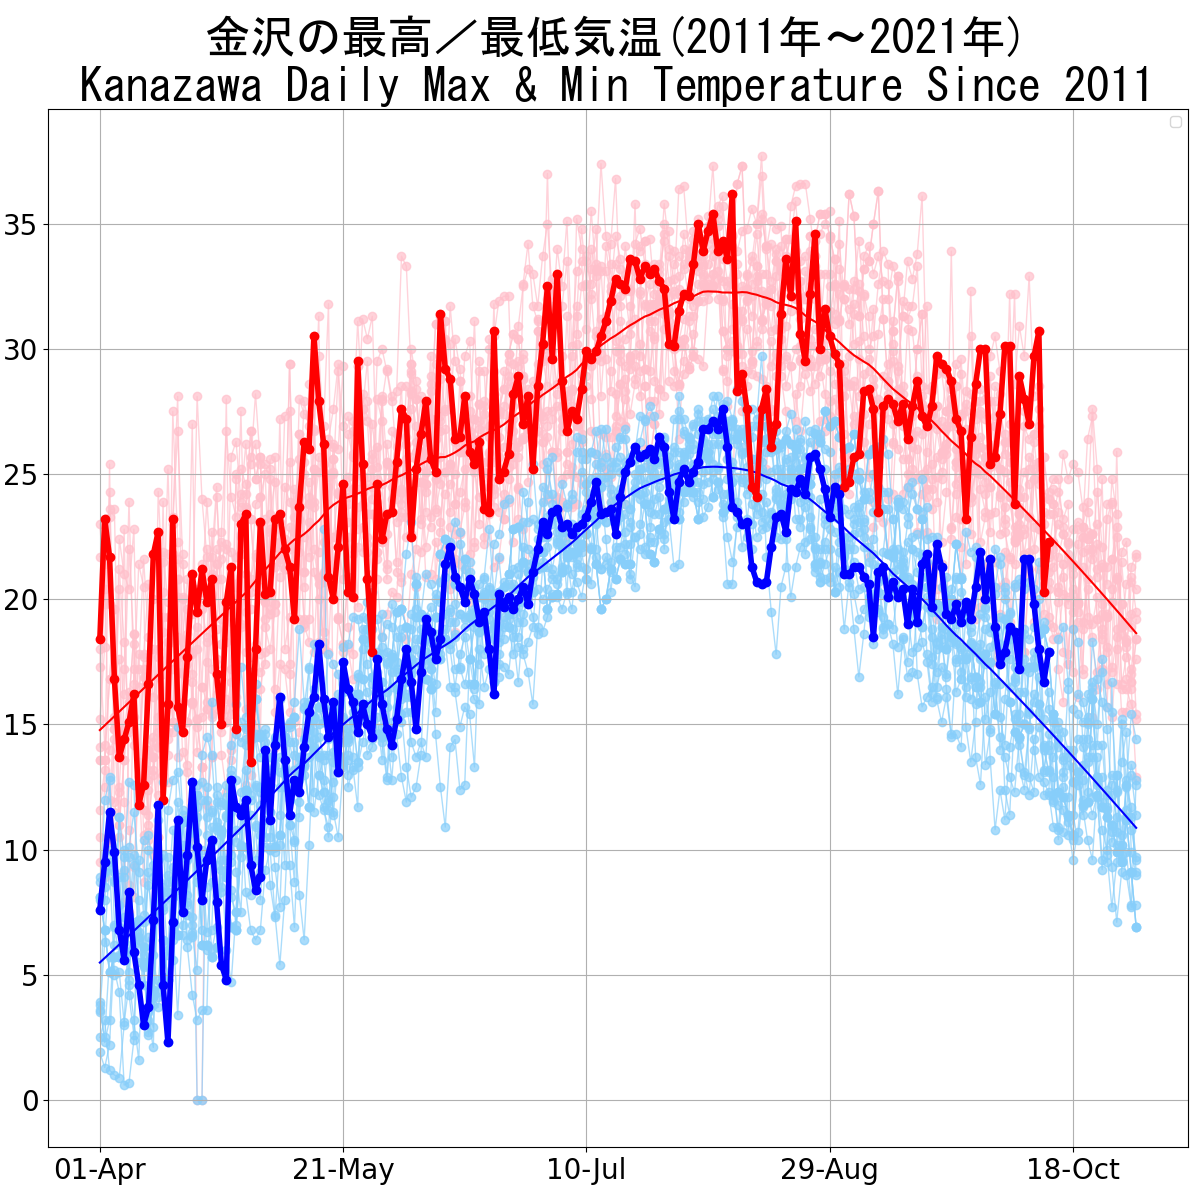 金沢の最高／最低気温(2011年～2021年)
Kanazawa Daily Max & Min Temperature Since 2011
35
30
25
20
15
10
5
0
01-Apr 21-May 10-Jul 29-Aug 18-Oct